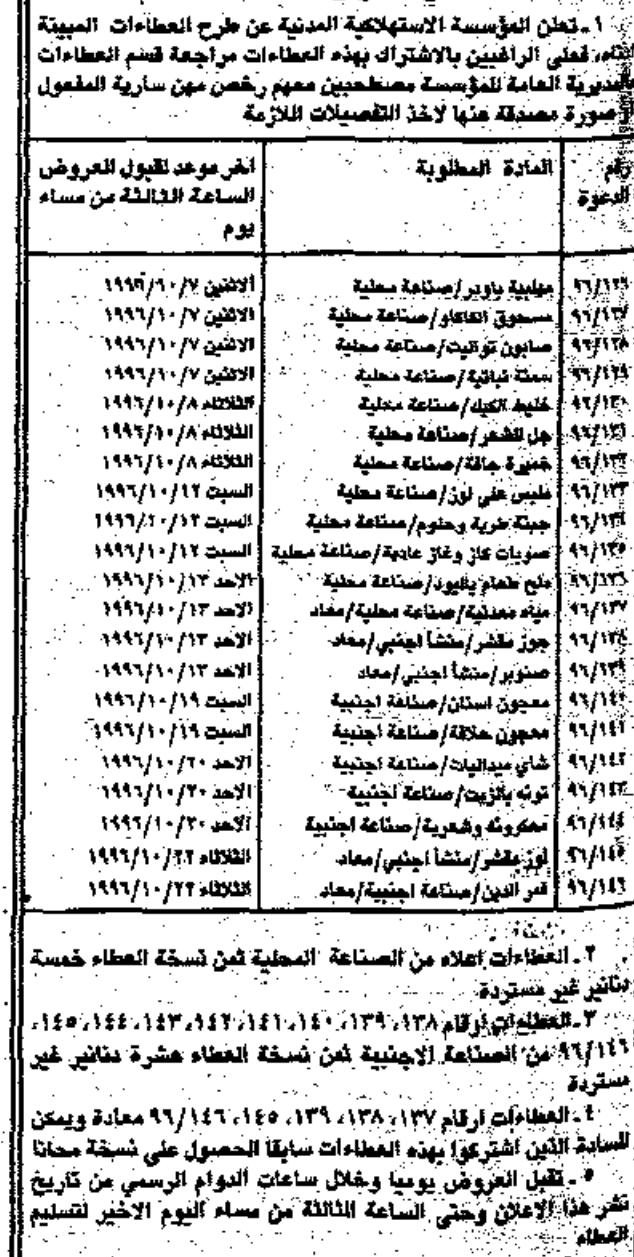 ١ـ تعلن المؤسسة الاستهلاكية المدنية عن طرح العطاءات المبينة
ادناه، فعلى الراغبين بالاشتراك بهذه العطاءات مراجعة قسم العطاءات
المديرية العامة للمؤسسة مصطحبين معهم رخص مهن سارية المفعول
صورة مصدقة عنها لاخذ التفصيلات اللازمة
رقم الدعوة | المادة المطلوبة | اخر موعد لقبول العروض الساعة الثالثة من مساء يوم
٩٦/١٢٦ مهلبية باودر/صناعة محلية الاثنين ١٩٩٦/١٠/٧
٩٦/١٢٧ مسحوق الكاكاو/صناعة محلية الاثنين ١٩٩٦/١٠/٧
٩٦/١٢٨ صابون تواليت/صناعة محلية الاثنين ١٩٩٦/١٠/٧
٩٦/١٢٩ سمنة نباتية/صناعة محلية الاثنين ١٩٩٦/١٠/٧
٩٦/١٣٠ خليط الكيك/صناعة محلية الثلاثاء ١٩٩٦/١٠/٨
٩٦/١٣١ جل للشعر/صناعة محلية الثلاثاء ١٩٩٦/١٠/٨
٩٦/١٣٢ خميرة جافة/صناعة محلية الثلاثاء ١٩٩٦/١٠/٨
٩٦/١٣٣ ملبس على لوز/صناعة محلية السبت ١٩٩٦/١٠/١٢
٩٦/١٣٤ جبنة طرية وحلوم/صناعة محلية السبت ١٩٩٦/١٠/١٢
٩٦/١٣٥ صوبات كاز وغاز عادية/صناعة محلية السبت ١٩٩٦/١٠/١٢
٩٦/١٣٦ ملح طعام باليود/صناعة محلية الاحد ١٩٩٦/١٠/١٣
٩٦/١٣٧ مياه معدنية/صناعة محلية/معاد الاحد ١٩٩٦/١٠/١٣
٩٦/١٣٨ جوز مقشر/منشأ اجنبي/معاد الاحد ١٩٩٦/١٠/١٣
٩٦/١٣٩ صنوبر/منشأ اجنبي/معاد الاحد ١٩٩٦/١٠/١٣
٩٦/١٤٠ معجون اسنان/صناعة اجنبية السبت ١٩٩٦/١٠/١٩
٩٦/١٤١ معجون حلاقة/صناعة اجنبية السبت ١٩٩٦/١٠/١٩
٩٦/١٤٢ شاي ميداليات/صناعة اجنبية الاحد ١٩٩٦/١٠/٢٠
٩٦/١٤٣ تونه بالزيت/صناعة اجنبية الاحد ١٩٩٦/١٠/٢٠
٩٦/١٤٤ معكرونه وشعرية/صناعة اجنبية الاحد ١٩٩٦/١٠/٢٠
٩٦/١٤٥ لوز مقشر/منشأ اجنبي/معاد الثلاثاء ١٩٩٦/١٠/٢٢
٩٦/١٤٦ قمر الدين/صناعة اجنبية/معاد الثلاثاء ١٩٩٦/١٠/٢٢
٢ـ العطاءات اعلاه من الصناعة المحلية ثمن نسخة العطاء خمسة
دنانير غير مستردة
٣ـ العطاءات ارقام ١٣٨، ١٣٩، ١٤٠، ١٤١، ١٤٢، ١٤٣، ١٤٤، ١٤٥،
٩٦/١٤٦ من الصناعة الاجنبية ثمن نسخة العطاء عشرة دنانير غير
مستردة
٤ـ العطاءات ارقام ١٣٧، ١٣٨، ١٣٩، ١٤٥، ٩٦/١٤٦ معادة ويمكن
للسادة الذين اشتركوا بهذه العطاءات سابقا الحصول على نسخة مجانا
٥ـ تقبل العروض يوميا وخلال ساعات الدوام الرسمي من تاريخ
نشر هذا الاعلان وحتى الساعة الثالثة من مساء اليوم الاخير لتسليم
العطاء